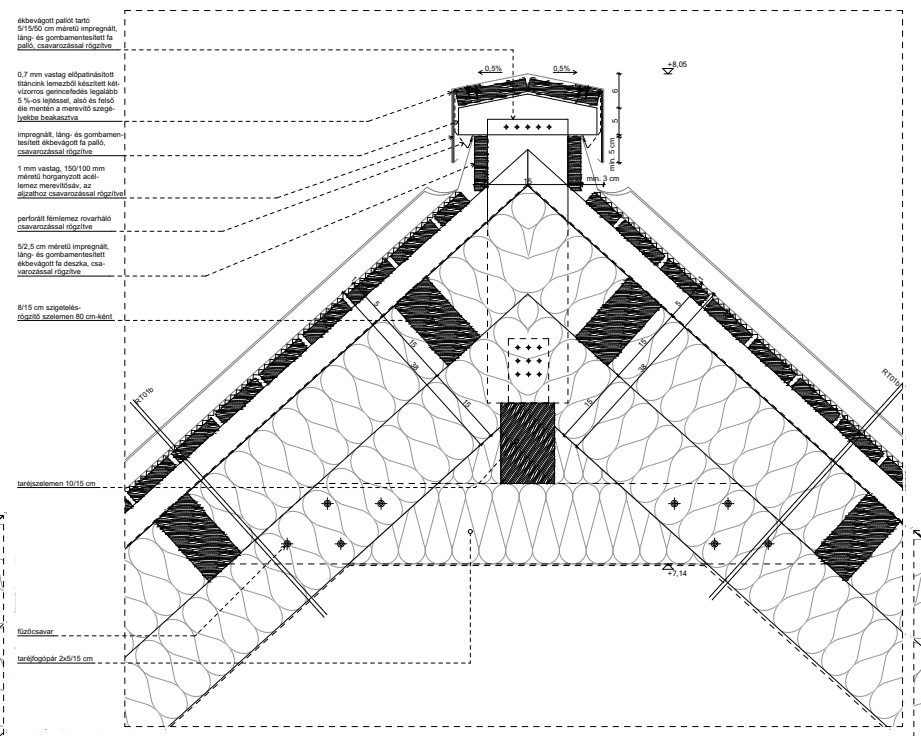 ékbevágott pallót tartó
5/15/50 cm méretű impregnált,
láng- és gombamentesített fa
palló, csavarozással rögzítve
0,7 mm vastag előpatinásított
titáncink lemezből készített két-
vízorros gerincefedés legalább
5 %-os lejtéssel, alsó és felső
éle mentén a merevítő szegé-
lyekbe beakasztva
impregnált, láng- és gombamen-
tesített ékbevágott fa palló,
csavarozással rögzítve
1 mm vastag, 150/100 mm
méretű horganyzott acél-
lemez merevítősáv, az
aljzathoz csavarozással rögzítve
perforált fémlemez rovarháló
csavarozással rögzítve
5/2,5 cm méretű impregnált,
láng- és gombamentesített
ékbevágott fa deszka, csa-
varozással rögzítve
8/15 cm szigetelés-
rögzítő szelemen 80 cm-ként
taréjszelemen 10/15 cm
fűzőcsavar
taréjfogópár 2x5/15 cm
0,5%
0,5%
+8,05
6
5
min. 5 cm
min. 3 cm
15
5
15
38
15
5
15
38
15
RT01b
RT01b
+7,14